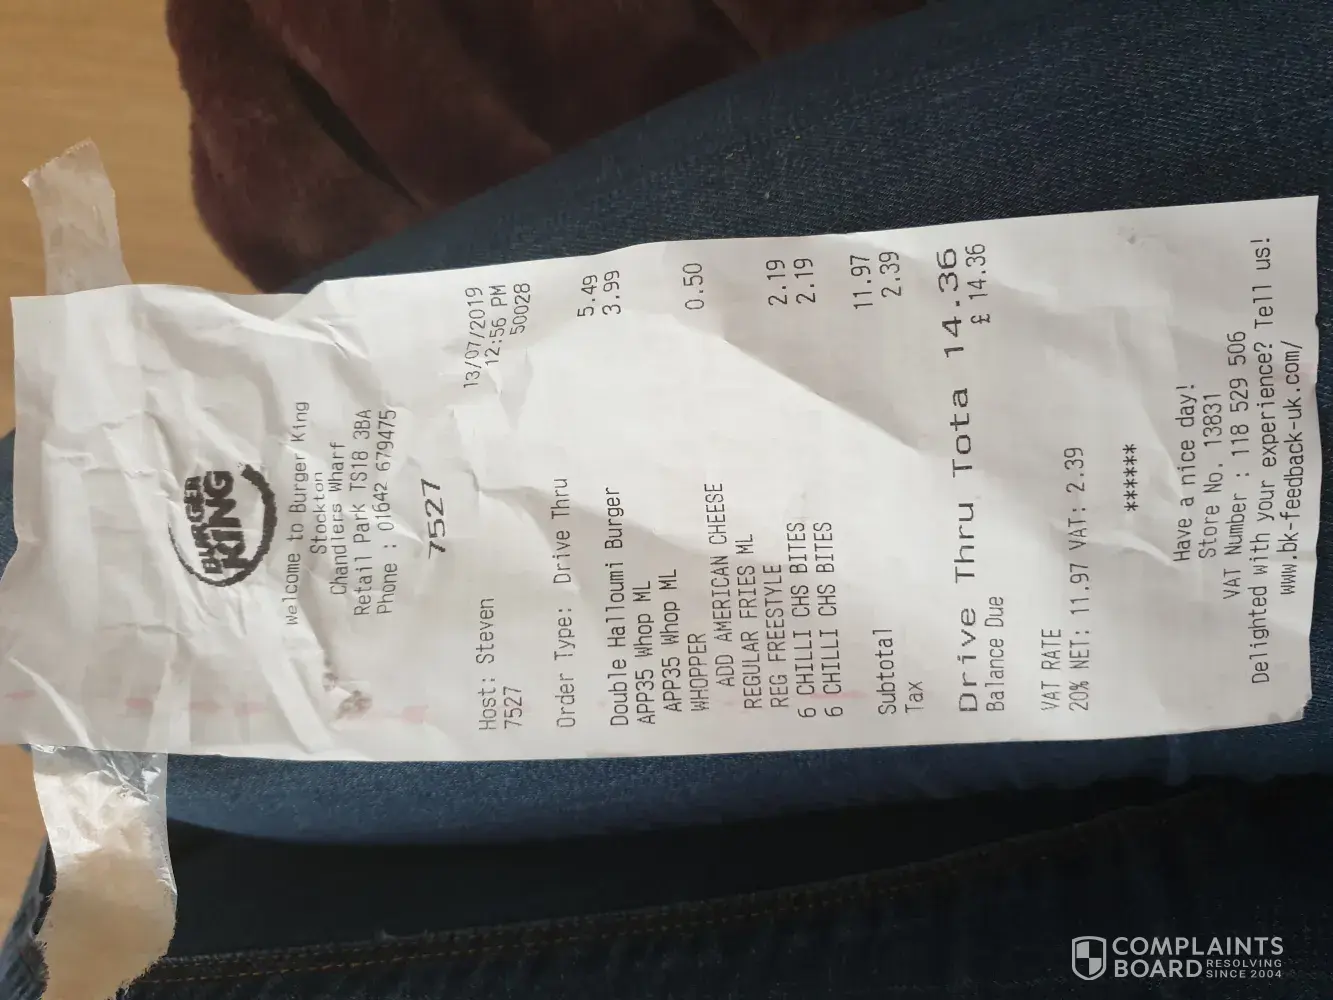 BURGER
KING
Welcome to Burger King
Stockton
Chandlers Wharf
Retail Park TS18 3BA
Phone : 01642 679475
7527
Host: Steven 13/07/2019
7527 12:56 PM
50028
Order Type: Drive Thru
Double Halloumi Burger 5.49
APP35 Whop ML 3.99
APP35 Whop ML
WHOPPER
ADD AMERICAN CHEESE 0.50
REGULAR FRIES ML
REG FREESTYLE
6 CHILLI CHS BITES 2.19
6 CHILLI CHS BITES 2.19
Subtotal 11.97
Tax 2.39
Drive Thru Tota 14.36
Balance Due £ 14.36
VAT RATE
20% NET: 11.97 VAT: 2.39
******
Have a nice day!
Store No. 13831
VAT Number : 118 529 506
Delighted with your experience? Tell us!
www.bk-feedback-uk.com/
COMPLAINTS
BOARD RESOLVING
SINCE 2004